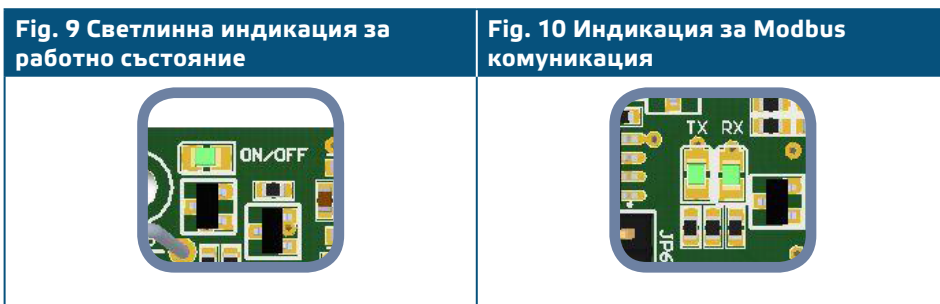 Fig. 9 Светлинна индикация за
работно състояние
Fig. 10 Индикация за Modbus
комуникация
ON/OFF
TX RX
JP6